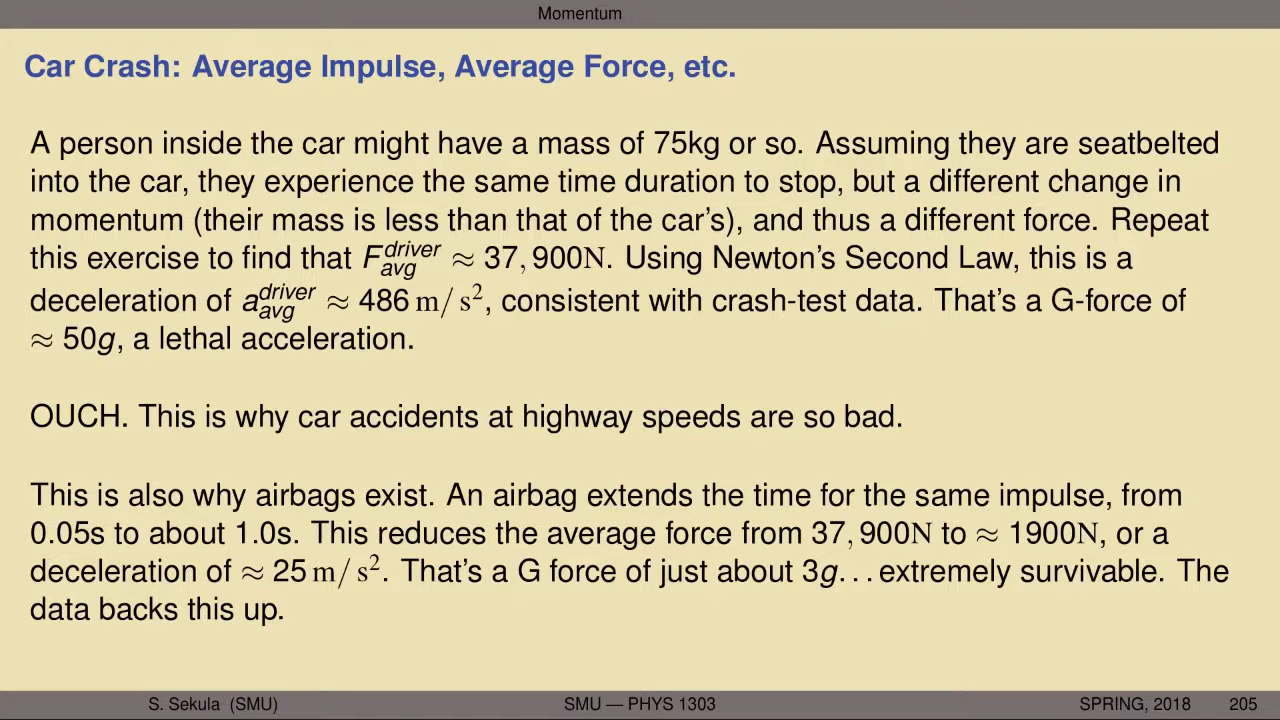 Momentum
Car Crash: Average Impulse, Average Force, etc.
A person inside the car might have a mass of 75kg or so. Assuming they are seatbelted
into the car, they experience the same time duration to stop, but a different change in
momentum (their mass is less than that of the car's), and thus a different force. Repeat
this exercise to find that F_avg^driver ≈ 37,900N. Using Newton's Second Law, this is a
deceleration of a_avg^driver ≈ 486 m/s², consistent with crash-test data. That's a G-force of
≈ 50g, a lethal acceleration.
OUCH. This is why car accidents at highway speeds are so bad.
This is also why airbags exist. An airbag extends the time for the same impulse, from
0.05s to about 1.0s. This reduces the average force from 37,900N to ≈ 1900N, or a
deceleration of ≈ 25 m/s². That's a G force of just about 3g...extremely survivable. The
data backs this up.
S. Sekula (SMU) SMU — PHYS 1303 SPRING, 2018 205